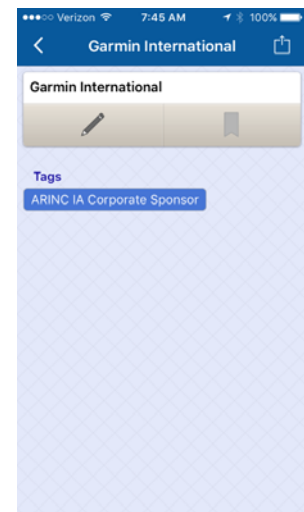 Verizon 7:45 AM 100%
Garmin International
Garmin International
Tags
ARINC IA Corporate Sponsor